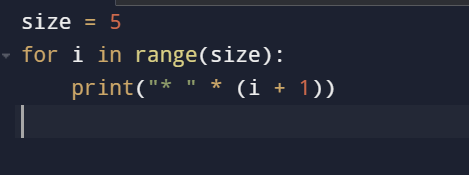 size = 5
for i in range(size):
    print("* " * (i + 1))